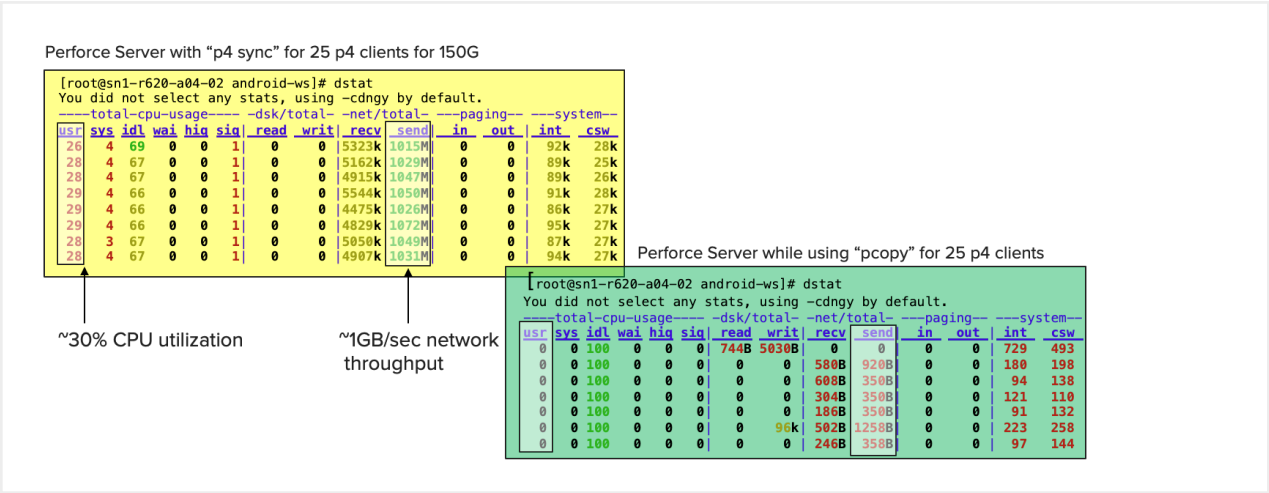 Perforce Server with “p4 sync” for 25 p4 clients for 150G
[root@sn1-r620-a04-02 android-ws]# dstat
You did not select any stats, using -cdngy by default.
----total-cpu-usage---- -dsk/total- -net/total- ---paging-- ---system--
usr sys idl wai hiq siq| read writ| recv send| in out | int csw
26 4 69 0 0 1| 0 0 |5323k 1015M| 0 0 | 92k 28k
28 4 67 0 0 1| 0 0 |5162k 1029M| 0 0 | 89k 25k
28 4 67 0 0 1| 0 0 |4915k 1047M| 0 0 | 89k 26k
29 4 66 0 0 1| 0 0 |5544k 1050M| 0 0 | 91k 28k
29 4 66 0 0 1| 0 0 |4475k 1026M| 0 0 | 86k 27k
29 4 66 0 0 1| 0 0 |4829k 1072M| 0 0 | 95k 27k
28 3 67 0 0 1| 0 0 |5050k 1049M| 0 0 | 87k 27k
28 4 67 0 0 1| 0 0 |4907k 1031M| 0 0 | 94k 27k
~30% CPU utilization
~1GB/sec network
throughput
Perforce Server while using “pcopy” for 25 p4 clients
[root@sn1-r620-a04-02 android-ws]# dstat
You did not select any stats, using -cdngy by default.
----total-cpu-usage---- -dsk/total- -net/total- ---paging-- ---system--
usr sys idl wai hiq siq| read writ| recv send| in out | int csw
0 0 100 0 0 0| 744B 5030B| 0 0 | 0 0 | 729 493
0 0 100 0 0 0| 0 0 | 580B 920B| 0 0 | 180 198
0 0 100 0 0 0| 0 0 | 608B 350B| 0 0 | 94 138
0 0 100 0 0 0| 0 0 | 304B 350B| 0 0 | 121 110
0 0 100 0 0 0| 0 0 | 186B 350B| 0 0 | 91 132
0 0 100 0 0 0| 0 96k| 502B 1258B| 0 0 | 223 258
0 0 100 0 0 0| 0 0 | 246B 358B| 0 0 | 97 144